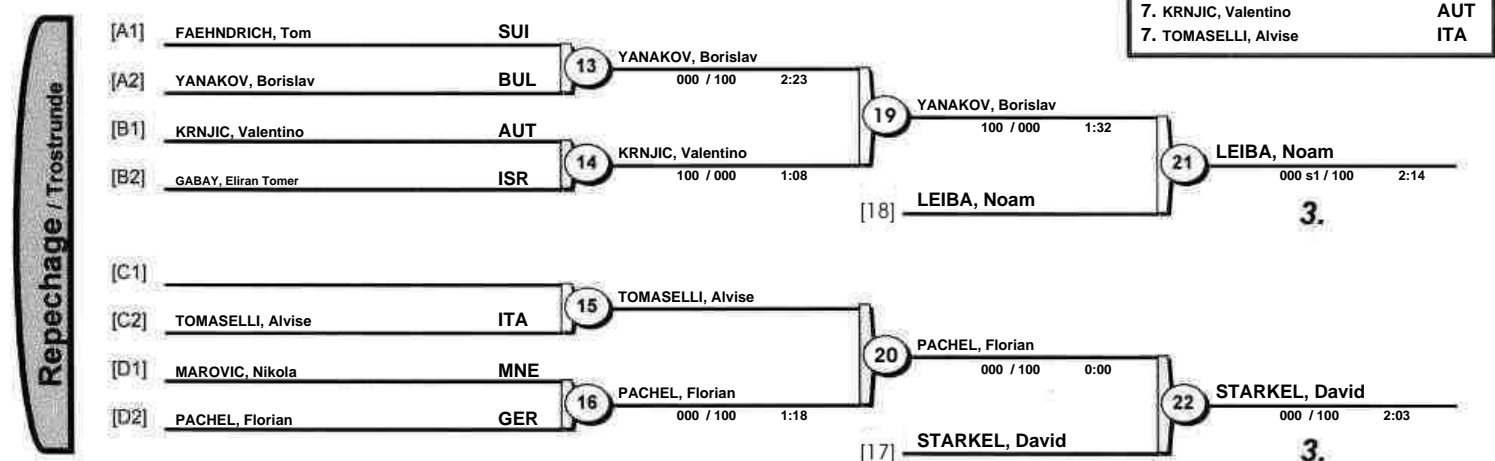 7. KRNJIC, Valentino AUT
7. TOMASELLI, Alvise ITA
Repechage / Trostrunde
[A1] FAEHNDRICH, Tom SUI
[A2] YANAKOV, Borislav BUL
13 YANAKOV, Borislav
000 / 100 2:23
[B1] KRNJIC, Valentino AUT
[B2] GABAY, Eliran Tomer ISR
14 KRNJIC, Valentino
100 / 000 1:08
19 YANAKOV, Borislav
100 / 000 1:32
[18] LEIBA, Noam
21 LEIBA, Noam
000 s1 / 100 2:14
3.
[C1]
[C2] TOMASELLI, Alvise ITA
15 TOMASELLI, Alvise
[D1] MAROVIC, Nikola MNE
[D2] PACHEL, Florian GER
16 PACHEL, Florian
000 / 100 1:18
20 PACHEL, Florian
000 / 100 0:00
[17] STARKEL, David
22 STARKEL, David
000 / 100 2:03
3.